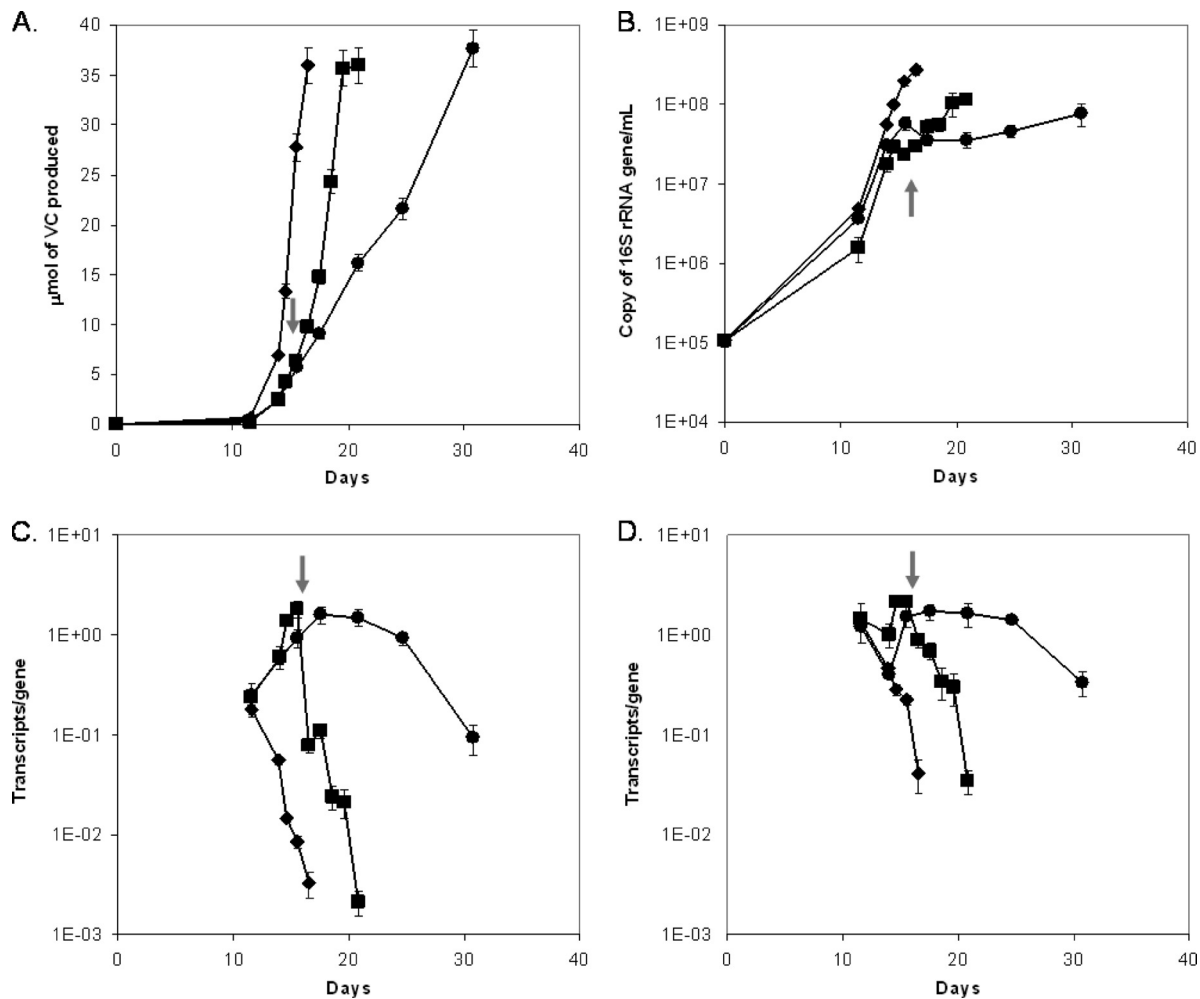 A.
40
35
30
25
20
15
10
5
0
µmol of VC produced
0 10 20 30 40
Days
B.
1E+09
1E+08
1E+07
1E+06
1E+05
1E+04
Copy of 16S rRNA gene/mL
0 10 20 30 40
Days
C.
1E+01
1E+00
1E-01
1E-02
1E-03
Transcripts/gene
0 10 20 30 40
Days
D.
1E+01
1E+00
1E-01
1E-02
1E-03
Transcripts/gene
0 10 20 30 40
Days